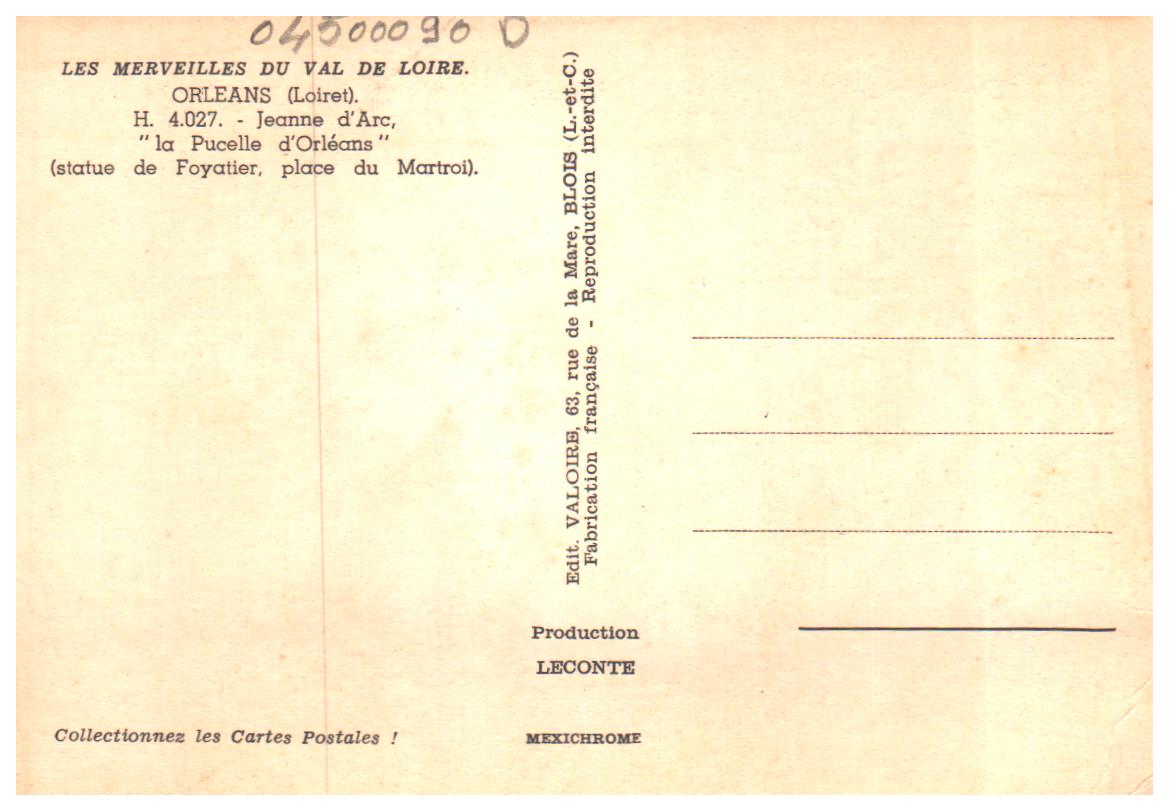 04500090 D
LES MERVEILLES DU VAL DE LOIRE.
ORLEANS (Loiret).
H. 4.027. - Jeanne d'Arc,
" la Pucelle d'Orléans "
(statue de Foyatier, place du Martroi).
Edit. VALOIRE, 63, rue de la Mare, BLOIS (L.-et-C.)
Fabrication française - Reproduction interdite
Production
LECONTE
Collectionnez les Cartes Postales !
MEXICHROME